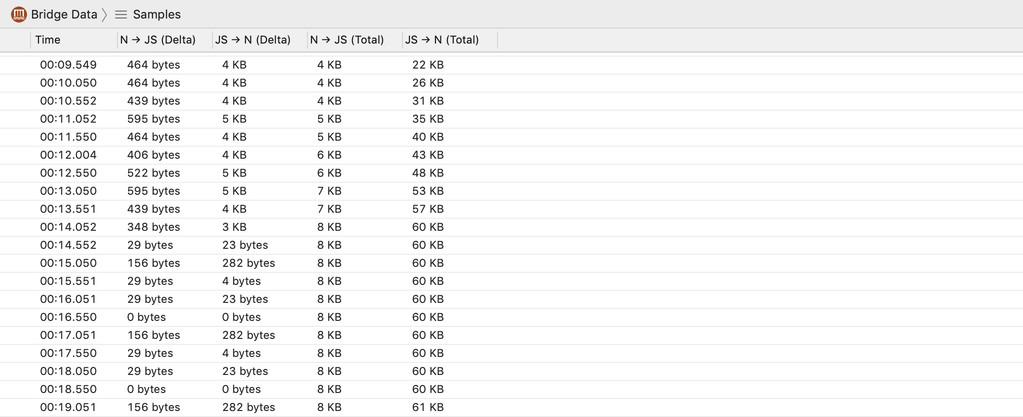 Bridge Data Samples
Time N → JS (Delta) JS → N (Delta) N → JS (Total) JS → N (Total)
00:09.549 464 bytes 4 KB 4 KB 22 KB
00:10.050 464 bytes 4 KB 4 KB 26 KB
00:10.552 439 bytes 4 KB 4 KB 31 KB
00:11.052 595 bytes 5 KB 5 KB 35 KB
00:11.550 464 bytes 4 KB 5 KB 40 KB
00:12.004 406 bytes 4 KB 6 KB 43 KB
00:12.550 522 bytes 5 KB 6 KB 48 KB
00:13.050 595 bytes 5 KB 7 KB 53 KB
00:13.551 439 bytes 4 KB 7 KB 57 KB
00:14.052 348 bytes 3 KB 8 KB 60 KB
00:14.552 29 bytes 23 bytes 8 KB 60 KB
00:15.050 156 bytes 282 bytes 8 KB 60 KB
00:15.551 29 bytes 4 bytes 8 KB 60 KB
00:16.051 29 bytes 23 bytes 8 KB 60 KB
00:16.550 0 bytes 0 bytes 8 KB 60 KB
00:17.051 156 bytes 282 bytes 8 KB 60 KB
00:17.550 29 bytes 4 bytes 8 KB 60 KB
00:18.050 29 bytes 23 bytes 8 KB 60 KB
00:18.550 0 bytes 0 bytes 8 KB 60 KB
00:19.051 156 bytes 282 bytes 8 KB 61 KB